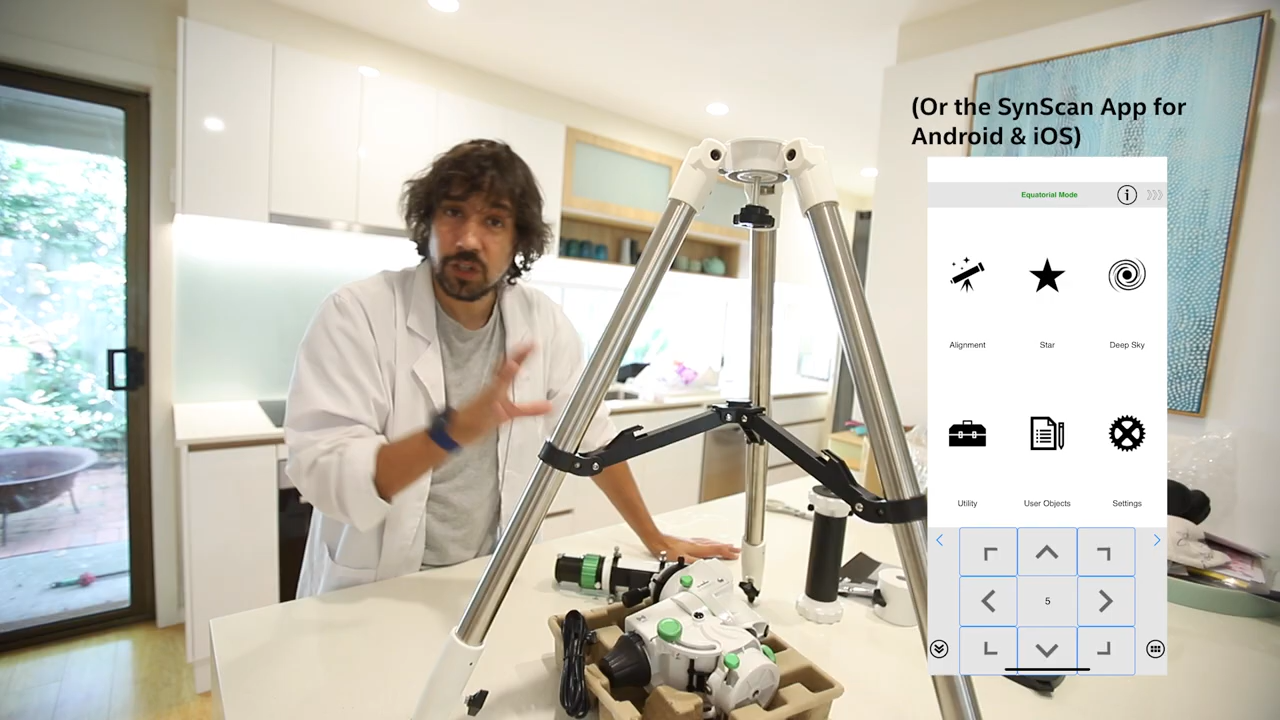 (Or the SynScan App for
Android & iOS)
Equatorial Mode
Alignment
Star
Deep Sky
Utility
User Objects
Settings
5